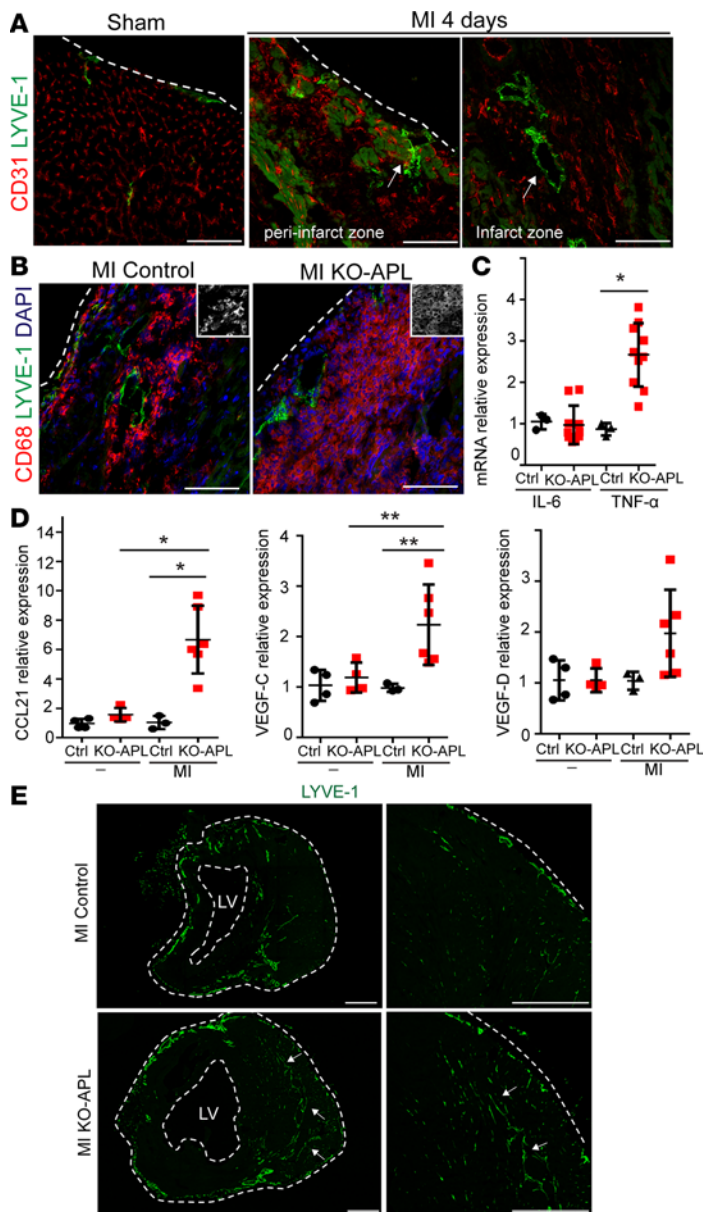 A
Sham
MI 4 days
CD31 LYVE-1
peri-infarct zone
Infarct zone
B
MI Control
MI KO-APL
CD68 LYVE-1 DAPI
C
mRNA relative expression
4
3
2
1
0
*
Ctrl KO-APL Ctrl KO-APL
IL-6 TNF-α
D
CCL21 relative expression
12
10
8
6
4
2
0
*
*
Ctrl KO-APL Ctrl KO-APL
– MI
VEGF-C relative expression
4
3
2
1
0
**
**
Ctrl KO-APL Ctrl KO-APL
– MI
VEGF-D relative expression
4
2
1
0
Ctrl KO-APL Ctrl KO-APL
– MI
E
LYVE-1
MI Control
LV
MI KO-APL
LV